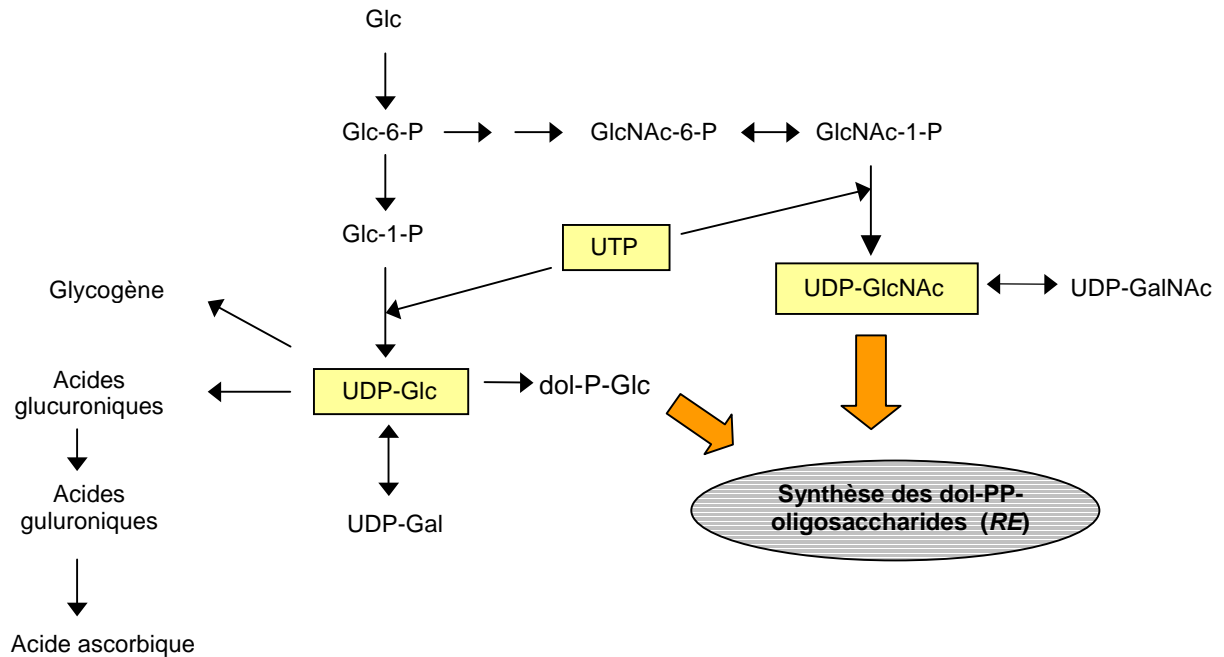 Glc
Glc-6-P
GlcNAc-6-P
GlcNAc-1-P
Glc-1-P
UTP
UDP-GlcNAc
UDP-GalNAc
Glycogène
Acides
glucuroniques
UDP-Glc
dol-P-Glc
Acides
guluroniques
UDP-Gal
Synthèse des dol-PP-
oligosaccharides (RE)
Acide ascorbique